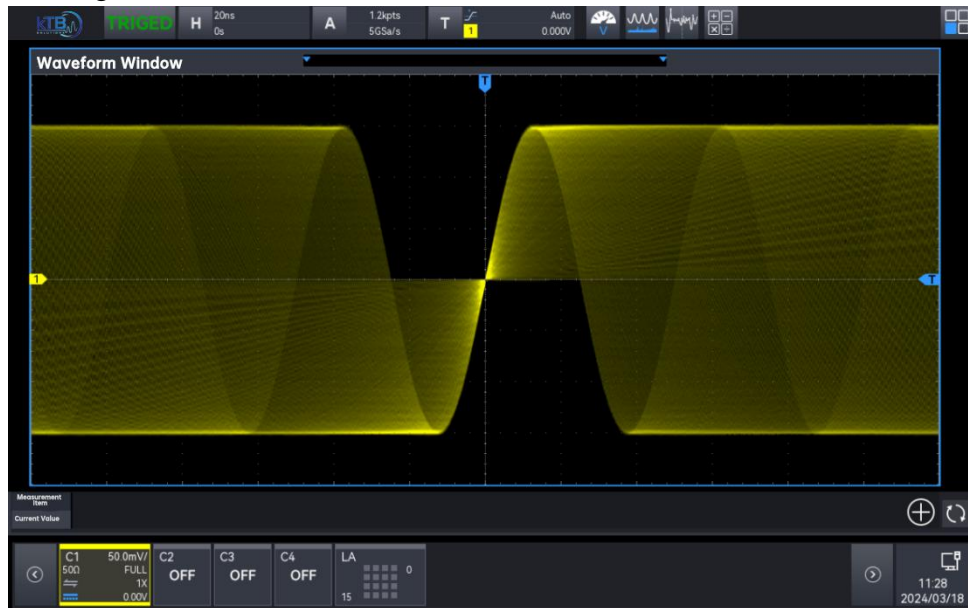 KTB
TRIGED
H
20ns
0s
A
1.2kpts
5GSa/s
T
1
Auto
0.000V
Waveform Window
T
1
T
Measurement
Item
Current Value
C1 50.0mV/
50Ω FULL
1X
0.00V
C2
OFF
C3
OFF
C4
OFF
LA
0
15
11:28
2024/03/18